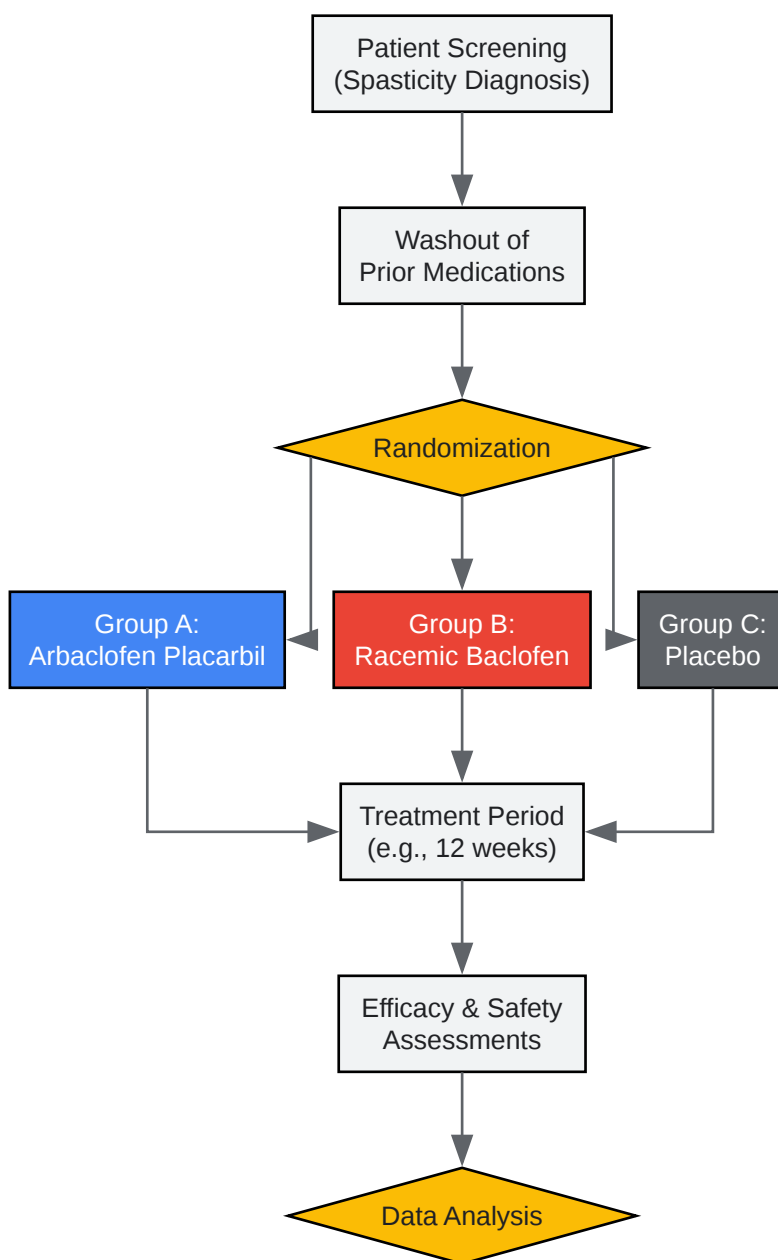 Patient Screening
(Spasticity Diagnosis)
Washout of
Prior Medications
Randomization
Group A:
Arbaclofen Placarbil
Group B:
Racemic Baclofen
Group C:
Placebo
Treatment Period
(e.g., 12 weeks)
Efficacy & Safety
Assessments
Data Analysis